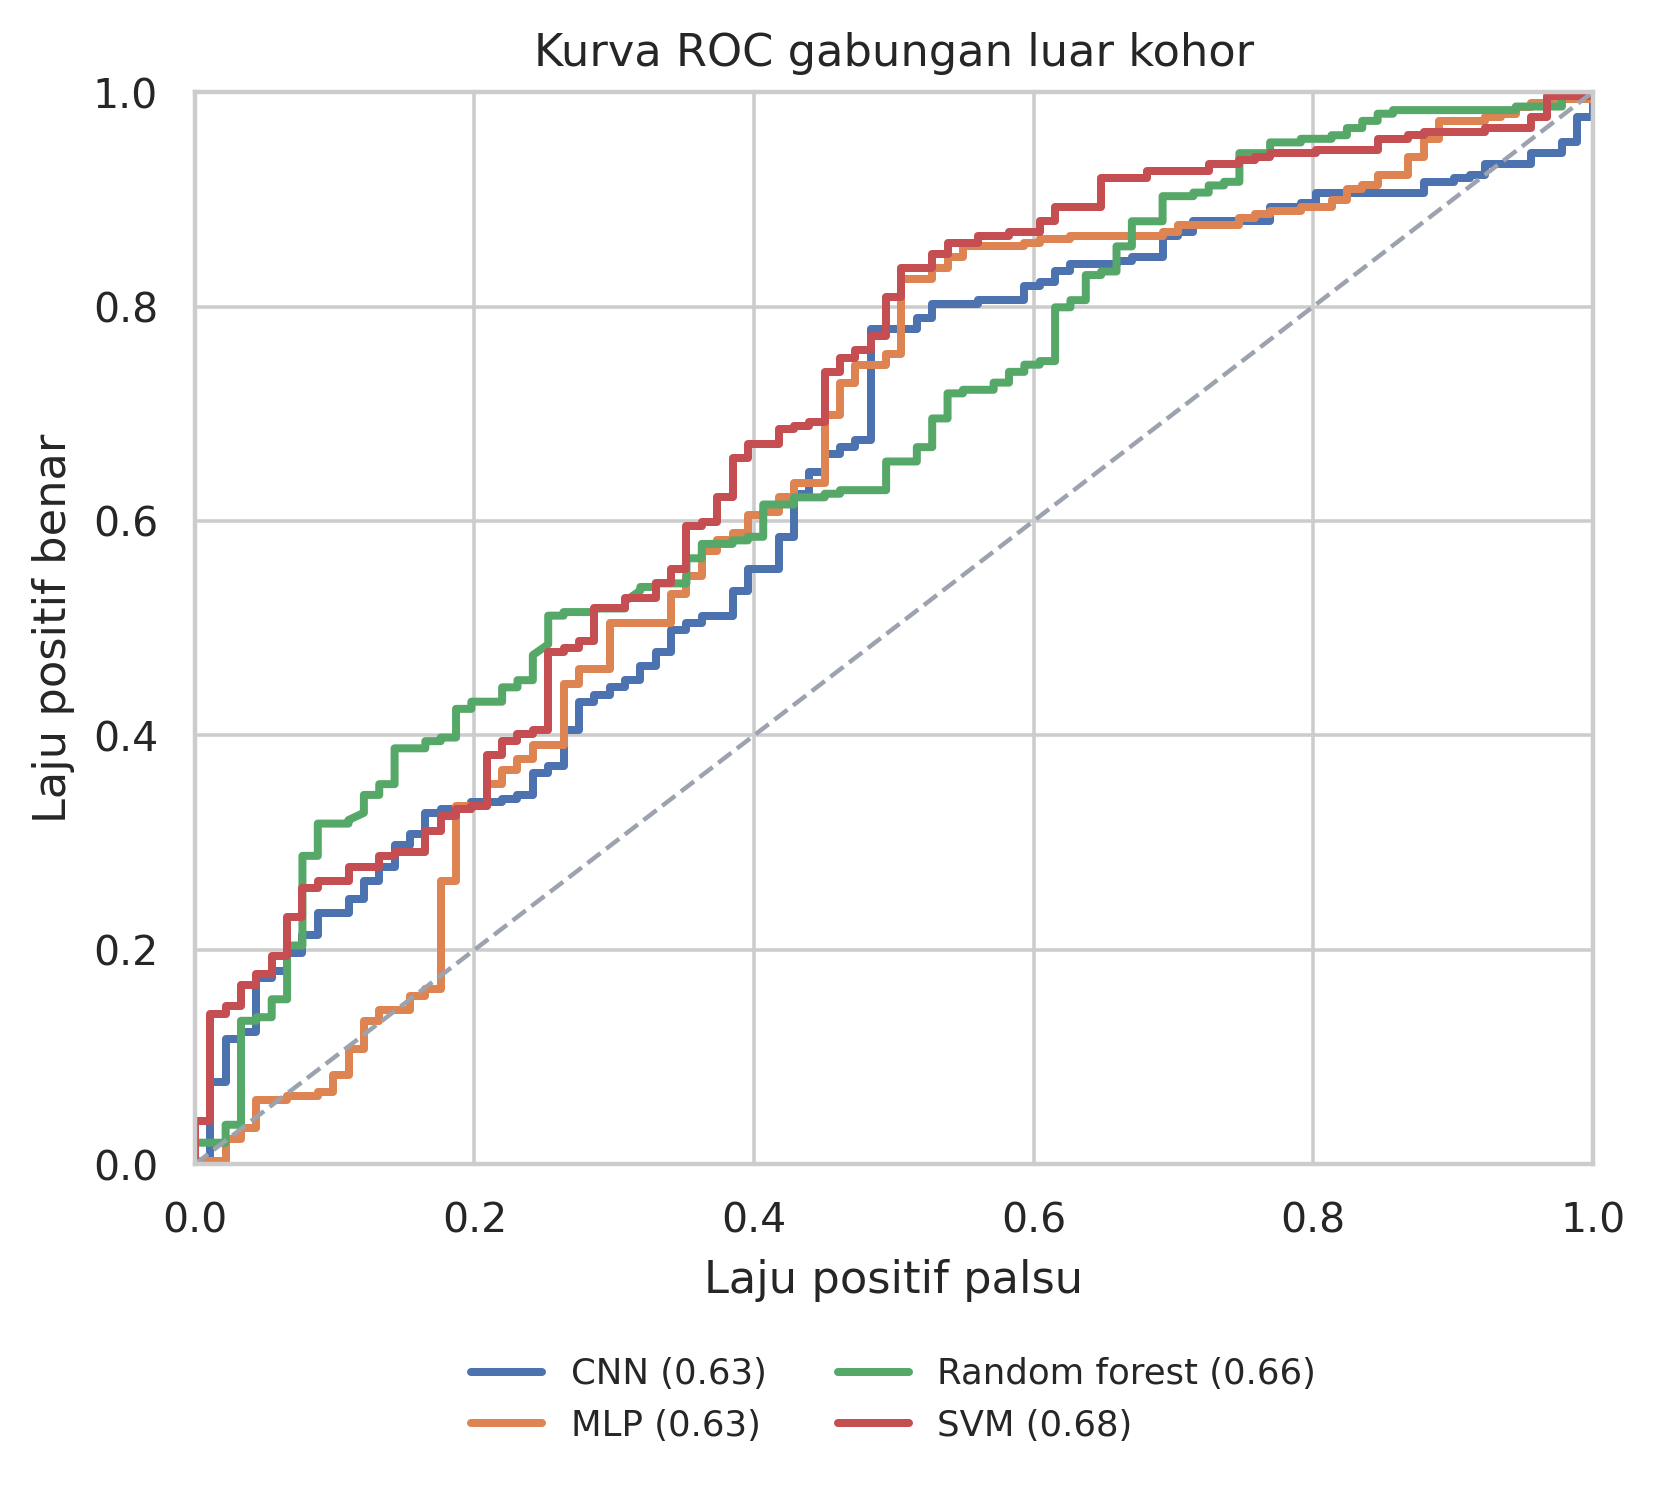 Kurva ROC gabungan luar kohor
1.0
0.8
0.6
0.4
0.2
0.0
Laju positif benar
0.0 0.2 0.4 0.6 0.8 1.0
Laju positif palsu
CNN (0.63) Random forest (0.66)
MLP (0.63) SVM (0.68)